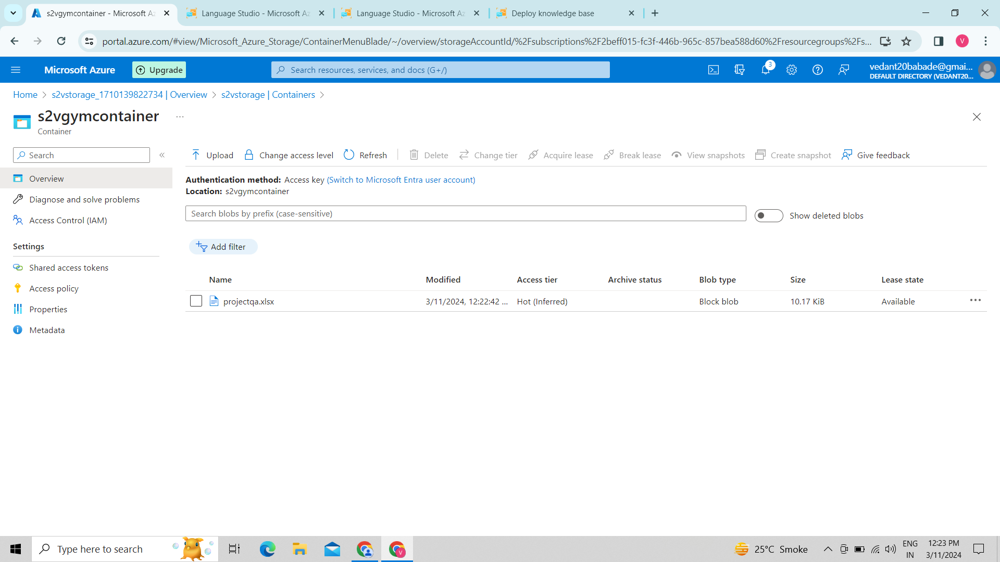 s2vgymcontainer - Microsoft Az
Language Studio - Microsoft Az
Language Studio - Microsoft Az
Deploy knowledge base
portal.azure.com/#view/Microsoft_Azure_Storage/ContainerMenuBlade/~/overview/storageAccountId/%2Fsubscriptions%2F2beff015-fc3f-446b-965c-857bea588d60%2Fresourcegroups%2Fs...
V
Microsoft Azure
Upgrade
Search resources, services, and docs (G+/)
3
vedant20babade@gmai...
DEFAULT DIRECTORY (VEDANT20...
Home > s2vstorage_1710139822734 | Overview > s2vstorage | Containers >
s2vgymcontainer ...
Container
Search
«
Upload
Change access level
Refresh
Delete
Change tier
Acquire lease
Break lease
View snapshots
Create snapshot
Give feedback
Overview
Diagnose and solve problems
Access Control (IAM)
Settings
Shared access tokens
Access policy
Properties
Metadata
Authentication method: Access key (Switch to Microsoft Entra user account)
Location: s2vgymcontainer
Search blobs by prefix (case-sensitive)
Show deleted blobs
Add filter
Name Modified Access tier Archive status Blob type Size Lease state
projectqa.xlsx 3/11/2024, 12:22:42 ... Hot (Inferred) Block blob 10.17 KiB Available
Type here to search
V
25°C Smoke
ENG
IN
12:23 PM
3/11/2024